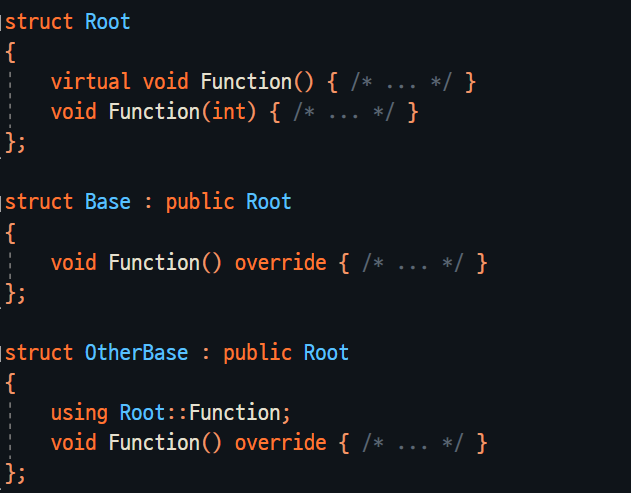 struct Root
{
    virtual void Function() { /* ... */ }
    void Function(int) { /* ... */ }
};

struct Base : public Root
{
    void Function() override { /* ... */ }
};

struct OtherBase : public Root
{
    using Root::Function;
    void Function() override { /* ... */ }
};